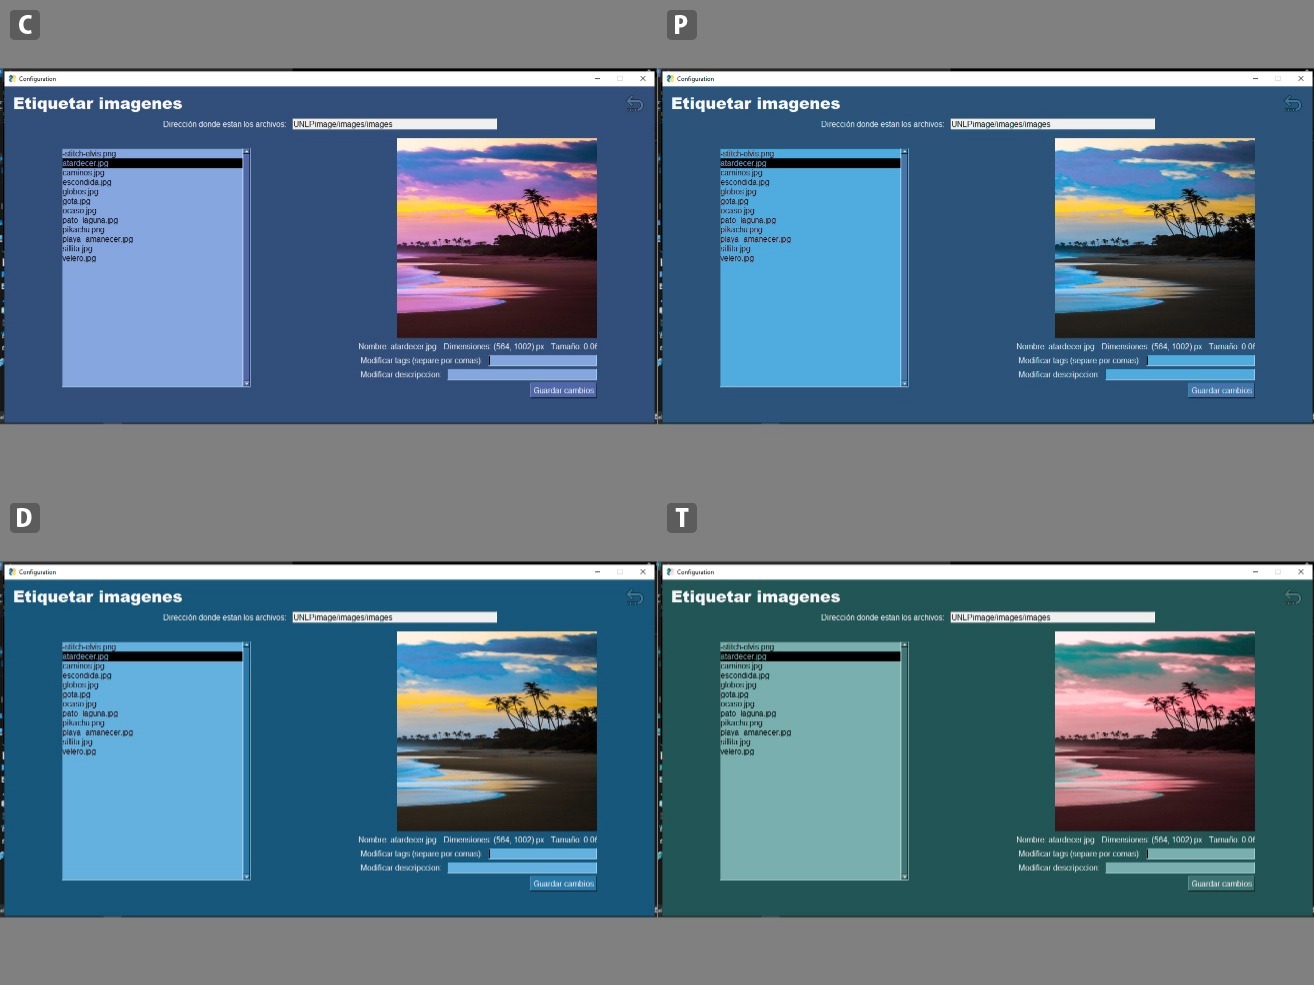 C
Configuration
Etiquetar imagenes
Dirección donde estan los archivos: UNLPimage/images/images
-stitch-elvis.png
atardecer.jpg
caminos.jpg
escondida.jpg
globos.jpg
gota.jpg
ocaso.jpg
pato_laguna.jpg
pikachu.png
playa_amanecer.jpg
sillita.jpg
velero.jpg
Nombre: atardecer.jpg Dimensiones: (564, 1002) px Tamaño: 0.06
Modificar tags (separe por comas):
Modificar descripccion:
Guardar cambios
P
Configuration
Etiquetar imagenes
Dirección donde estan los archivos: UNLPimage/images/images
-stitch-elvis.png
atardecer.jpg
caminos.jpg
escondida.jpg
globos.jpg
gota.jpg
ocaso.jpg
pato_laguna.jpg
pikachu.png
playa_amanecer.jpg
sillita.jpg
velero.jpg
Nombre: atardecer.jpg Dimensiones: (564, 1002) px Tamaño: 0.06
Modificar tags (separe por comas):
Modificar descripccion:
Guardar cambios
D
Configuration
Etiquetar imagenes
Dirección donde estan los archivos: UNLPimage/images/images
-stitch-elvis.png
atardecer.jpg
caminos.jpg
escondida.jpg
globos.jpg
gota.jpg
ocaso.jpg
pato_laguna.jpg
pikachu.png
playa_amanecer.jpg
sillita.jpg
velero.jpg
Nombre: atardecer.jpg Dimensiones: (564, 1002) px Tamaño: 0.06
Modificar tags (separe por comas):
Modificar descripccion:
Guardar cambios
T
Configuration
Etiquetar imagenes
Dirección donde estan los archivos: UNLPimage/images/images
-stitch-elvis.png
atardecer.jpg
caminos.jpg
escondida.jpg
globos.jpg
gota.jpg
ocaso.jpg
pato_laguna.jpg
pikachu.png
playa_amanecer.jpg
sillita.jpg
velero.jpg
Nombre: atardecer.jpg Dimensiones: (564, 1002) px Tamaño: 0.06
Modificar tags (separe por comas):
Modificar descripccion:
Guardar cambios